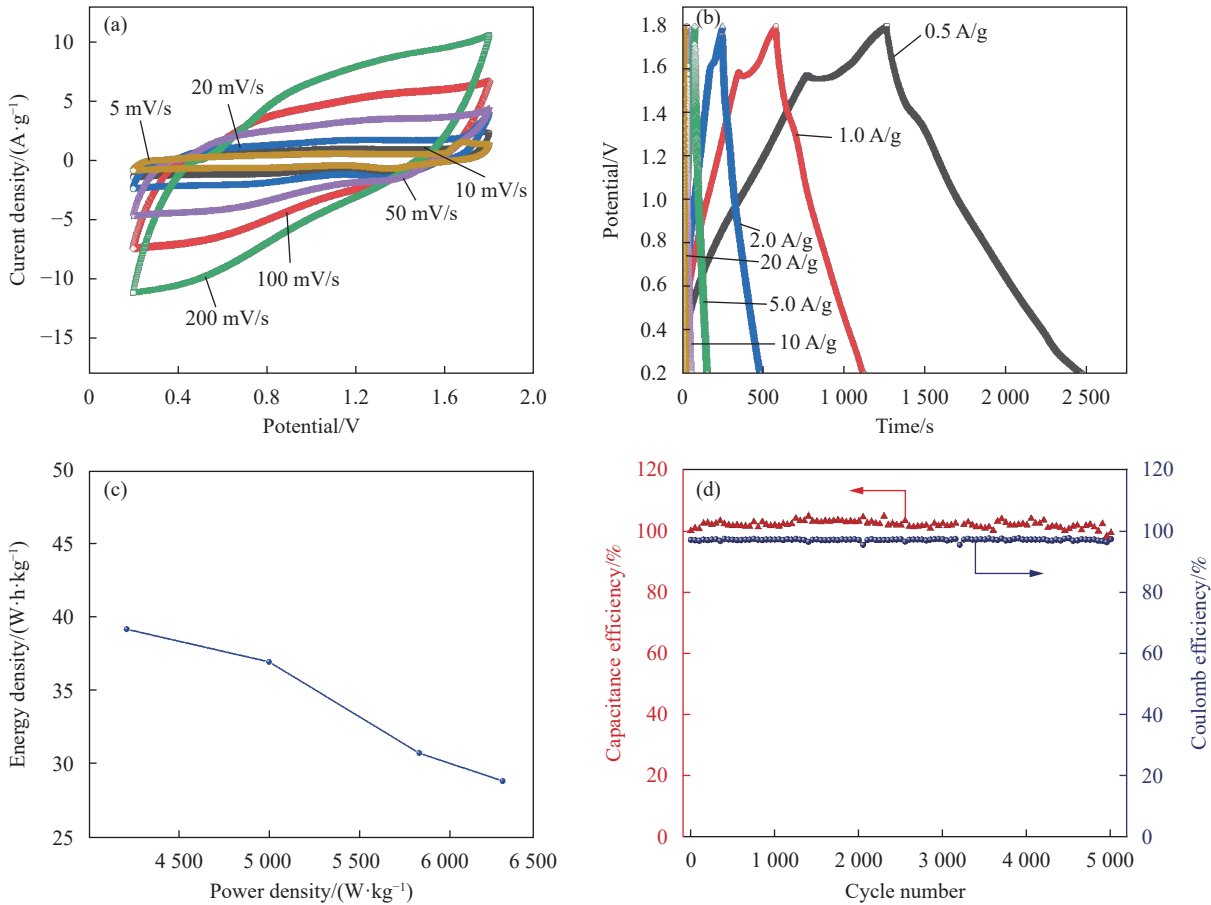 (a)
10
5
0
−5
−10
−15
Curent density/(A·g⁻¹)
5 mV/s
20 mV/s
10 mV/s
50 mV/s
100 mV/s
200 mV/s
0
0.4
0.8
1.2
1.6
2.0
Potential/V
(b)
1.8
1.6
1.4
1.2
1.8
1.0
0.8
0.6
0.4
0.2
Potential/V
0.5 A/g
1.0 A/g
2.0 A/g
20 A/g
5.0 A/g
10 A/g
0
500
1 000
1 500
2 000
2 500
Time/s
(c)
50
45
40
35
30
25
Energy density/(W·h·kg⁻¹)
4 500
5 000
5 500
6 000
6 500
Power density/(W·kg⁻¹)
(d)
120
100
80
60
40
20
0
Capacitance efficiency/%
120
100
80
60
40
20
0
Coulomb efficiency/%
0
1 000
2 000
3 000
4 000
5 000
Cycle number